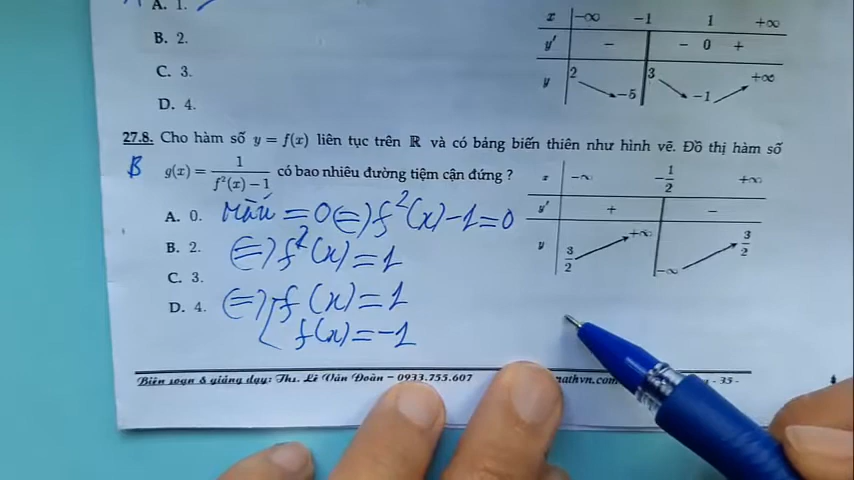 A. 1.
B. 2.
C. 3.
D. 4.
x −∞ −1 1 +∞
y' − − 0 +
y 2 −5 3 −1 +∞
27.8. Cho hàm số y = f(x) liên tục trên ℝ và có bảng biến thiên như hình vẽ. Đồ thị hàm số
B g(x) = 1/(f²(x) − 1) có bao nhiêu đường tiệm cận đứng ?
x −∞ −1/2 +∞
y' + −
y 3/2 +∞ −∞ 3/2
A. 0. Mẫu = 0 ⇔ f²(x) − 1 = 0
B. 2. ⇔ f²(x) = 1
C. 3.
D. 4. ⇔ [ f(x) = 1
f(x) = −1
Biên soạn & giảng dạy: Ths. Lê Văn Đoàn – 0933.755.607
mathvn.com
- 35 -